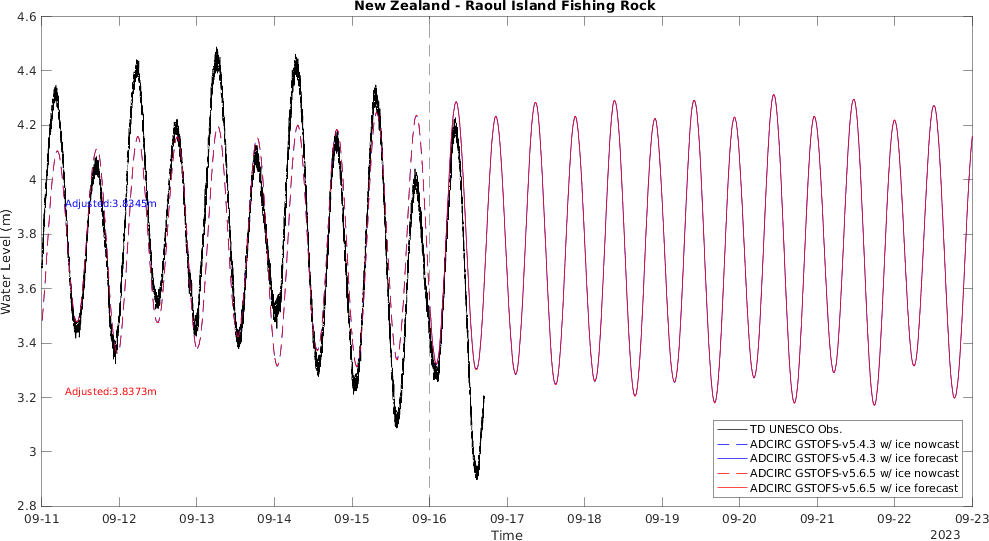 New Zealand - Raoul Island Fishing Rock
4.6
4.4
4.2
4
3.8
3.6
3.4
3.2
3
2.8
Water Level (m)
Adjusted:3.8345m
Adjusted:3.8373m
TD UNESCO Obs.
ADCIRC GSTOFS-v5.4.3 w/ ice nowcast
ADCIRC GSTOFS-v5.4.3 w/ ice forecast
ADCIRC GSTOFS-v5.6.5 w/ ice nowcast
ADCIRC GSTOFS-v5.6.5 w/ ice forecast
09-11 09-12 09-13 09-14 09-15 09-16 09-17 09-18 09-19 09-20 09-21 09-22 09-23
Time
2023